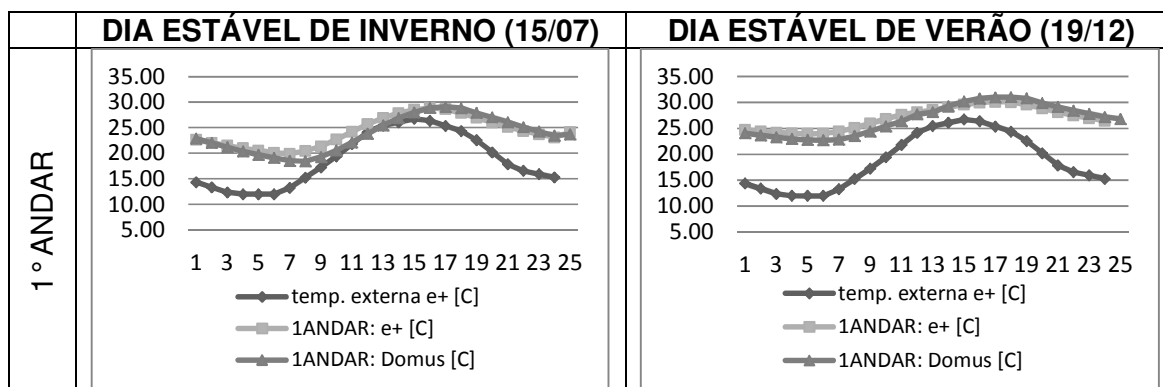 DIA ESTÁVEL DE INVERNO (15/07)
DIA ESTÁVEL DE VERÃO (19/12)
1° ANDAR
35.00
30.00
25.00
20.00
15.00
10.00
5.00
1 3 5 7 9 11 13 15 17 19 21 23 25
temp. externa e+ [C]
1ANDAR: e+ [C]
1ANDAR: Domus [C]
35.00
30.00
25.00
20.00
15.00
10.00
5.00
1 3 5 7 9 11 13 15 17 19 21 23 25
temp. externa e+ [C]
1ANDAR: e+ [C]
1ANDAR: Domus [C]